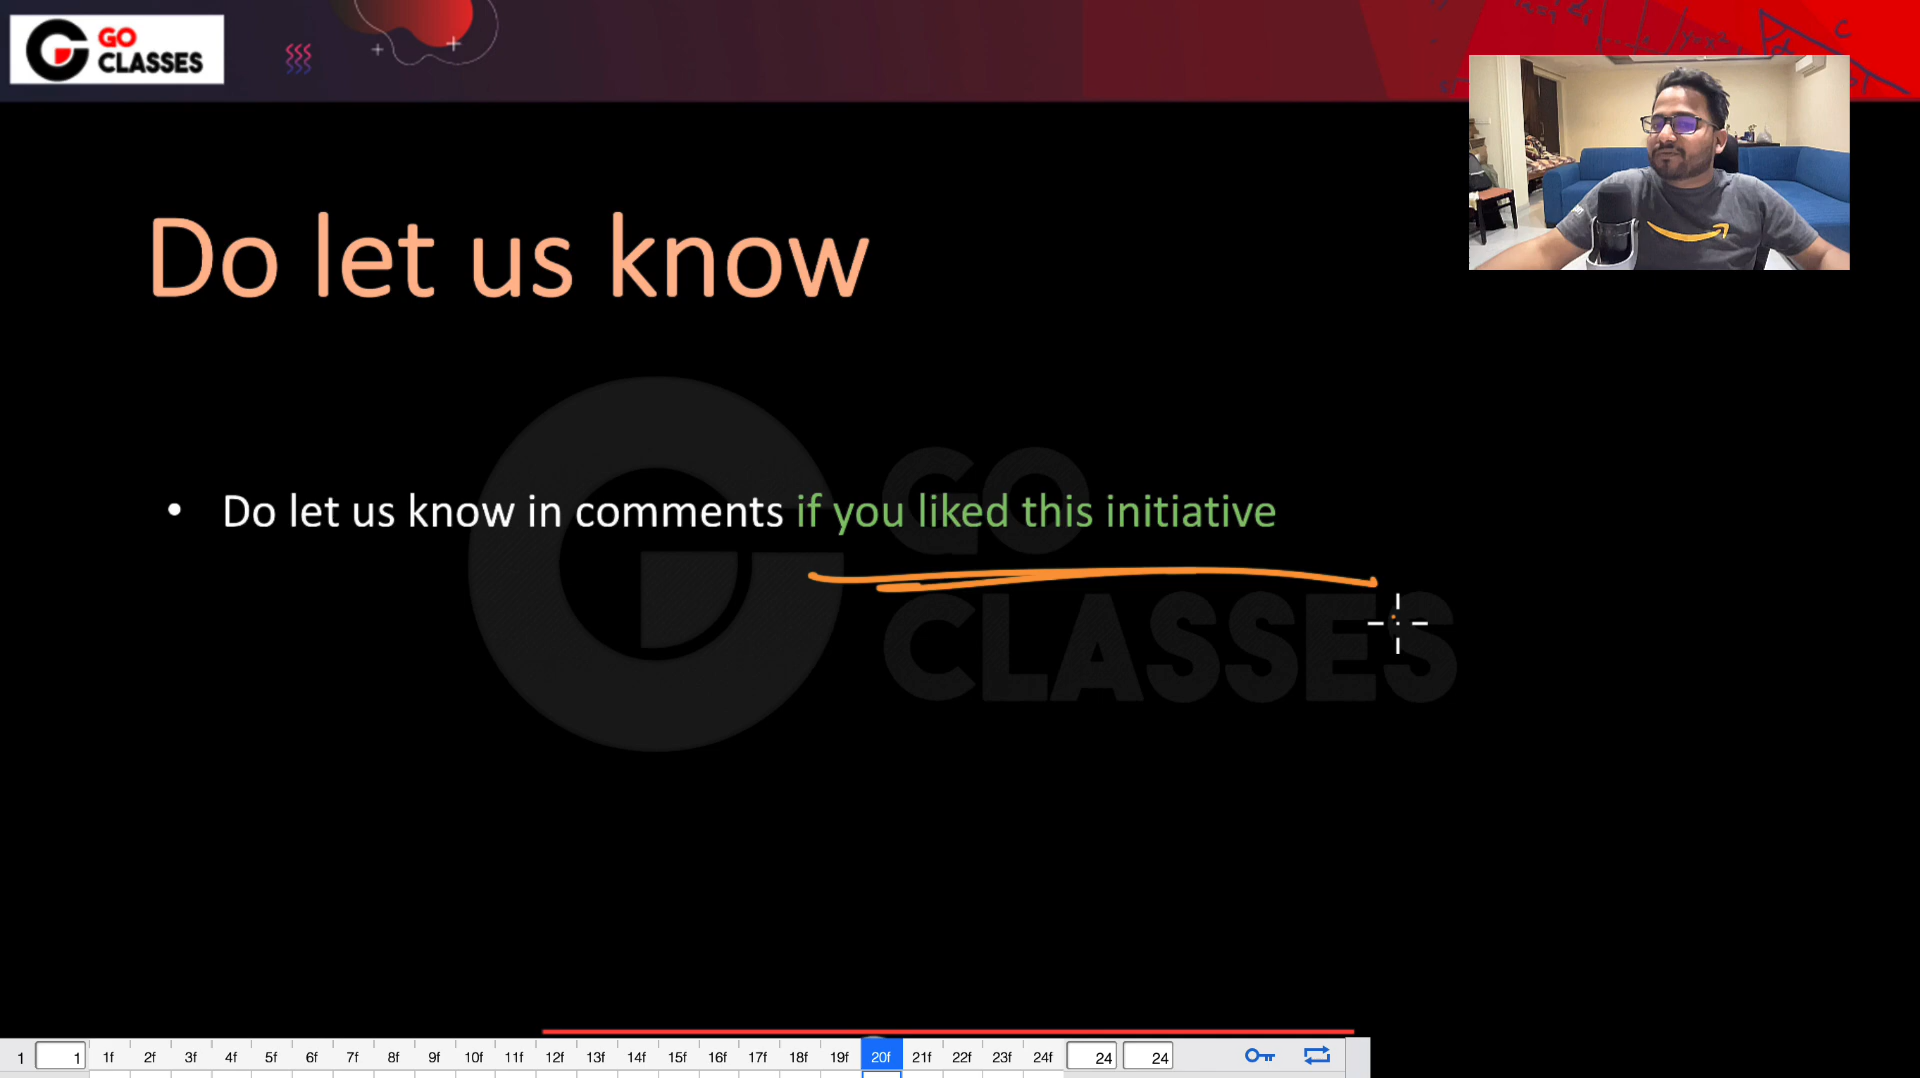 GO
CLASSES
Do let us know
• Do let us know in comments if you liked this initiative
GO
CLASSES
1 1 1f 2f 3f 4f 5f 6f 7f 8f 9f 10f 11f 12f 13f 14f 15f 16f 17f 18f 19f 20f 21f 22f 23f 24f 24 24